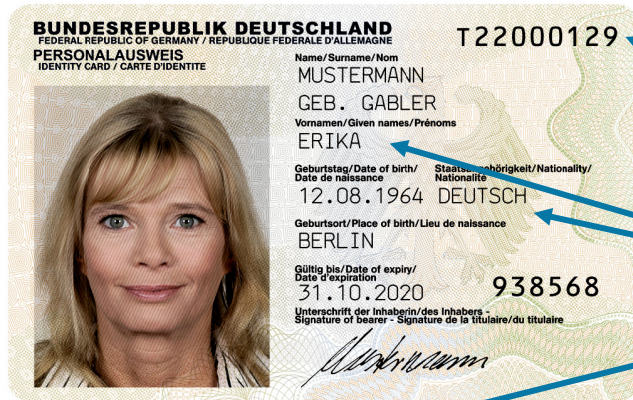 BUNDESREPUBLIK DEUTSCHLAND
FEDERAL REPUBLIC OF GERMANY / REPUBLIQUE FEDERALE D'ALLEMAGNE
PERSONALAUSWEIS
IDENTITY CARD / CARTE D'IDENTITE
T22000129
Name/Surname/Nom
MUSTERMANN
GEB. GABLER
Vornamen/Given names/Prénoms
ERIKA
Geburtstag/Date of birth/
Date de naissance
12.08.1964
Nationality/
Nationalité
DEUTSCH
Geburtsort/Place of birth/Lieu de naissance
BERLIN
Gültig bis/Date of expiry/
Date d'expiration
31.10.2020
938568
Unterschrift der Inhaberin/des Inhabers -
Signature of bearer - Signature de la titulaire/du titulaire
Mustermann